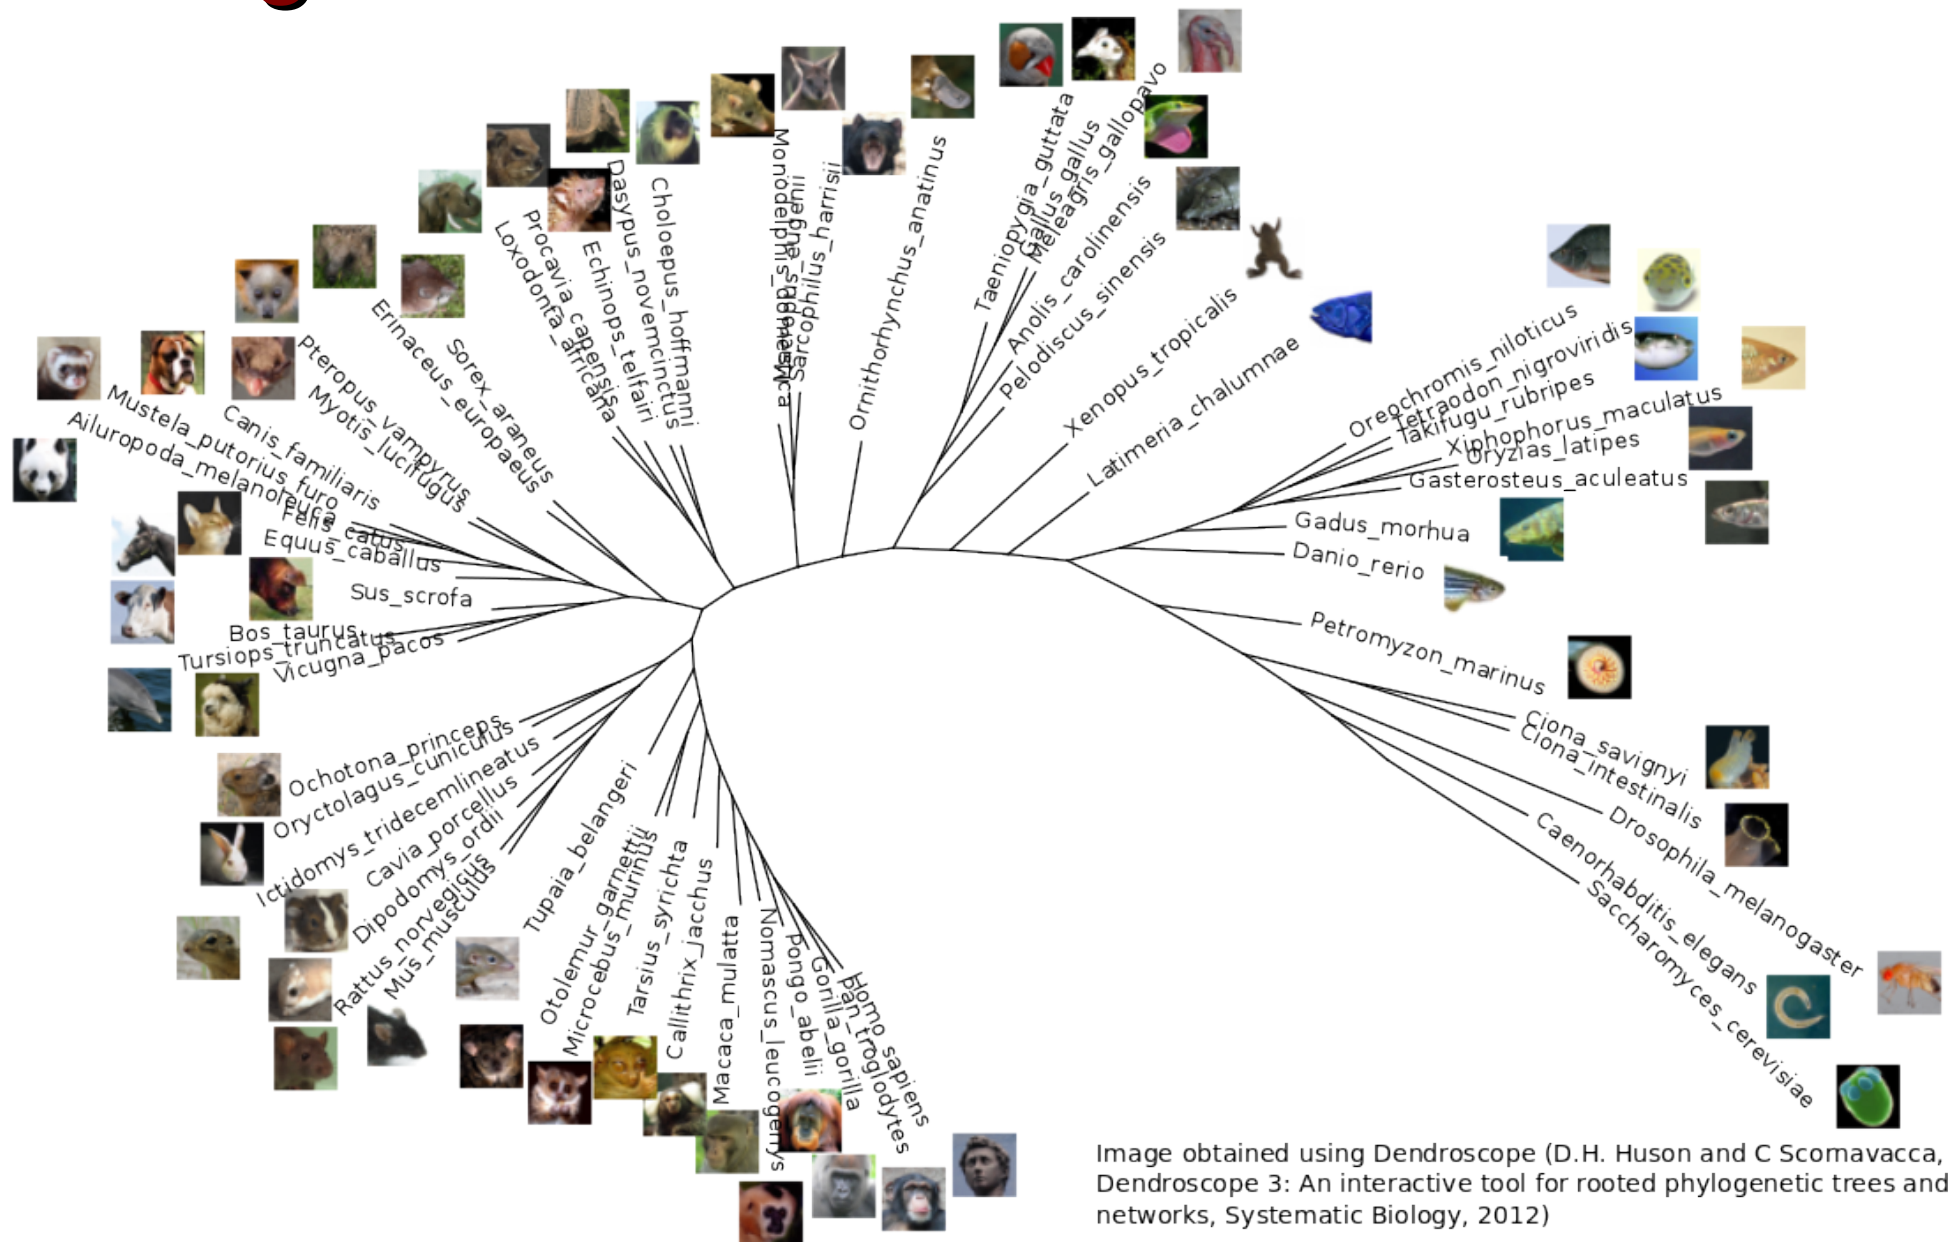 Taeniopygia_guttata
Gallus_gallus
Meleagris_gallopavo
Anolis_carolinensis
Pelodiscus_sinensis
Xenopus_tropicalis
Latimeria_chalumnae
Oreochromis_niloticus
Tetraodon_nigroviridis
Takifugu_rubripes
Xiphophorus_maculatus
Oryzias_latipes
Gasterosteus_aculeatus
Gadus_morhua
Danio_rerio
Petromyzon_marinus
Ciona_savignyi
Ciona_intestinalis
Drosophila_melanogaster
Caenorhabditis_elegans
Saccharomyces_cerevisiae
Homo_sapiens
Pan_troglodytes
Gorilla_gorilla
Pongo_abelii
Nomascus_leucogenys
Macaca_mulatta
Callithrix_jacchus
Tarsius_syrichta
Microcebus_murinus
Otolemur_garnettii
Tupaia_belangeri
Mus_musculus
Rattus_norvegicus
Dipodomys_ordii
Cavia_porcellus
Ictidomys_tridecemlineatus
Oryctolagus_cuniculus
Ochotona_princeps
Vicugna_pacos
Tursiops_truncatus
Bos_taurus
Sus_scrofa
Equus_caballus
Felis_catus
Ailuropoda_melanoleuca
Mustela_putorius_furo
Canis_familiaris
Myotis_lucifugus
Pteropus_vampyrus
Erinaceus_europaeus
Sorex_araneus
Loxodonta_africana
Procavia_capensis
Echinops_telfairi
Dasypus_novemcinctus
Choloepus_hoffmanni
Monodelphis_domestica
Sarcophilus_harrisii
Ornithorhynchus_anatinus
Image obtained using Dendroscope (D.H. Huson and C Scornavacca,
Dendroscope 3: An interactive tool for rooted phylogenetic trees and
networks, Systematic Biology, 2012)